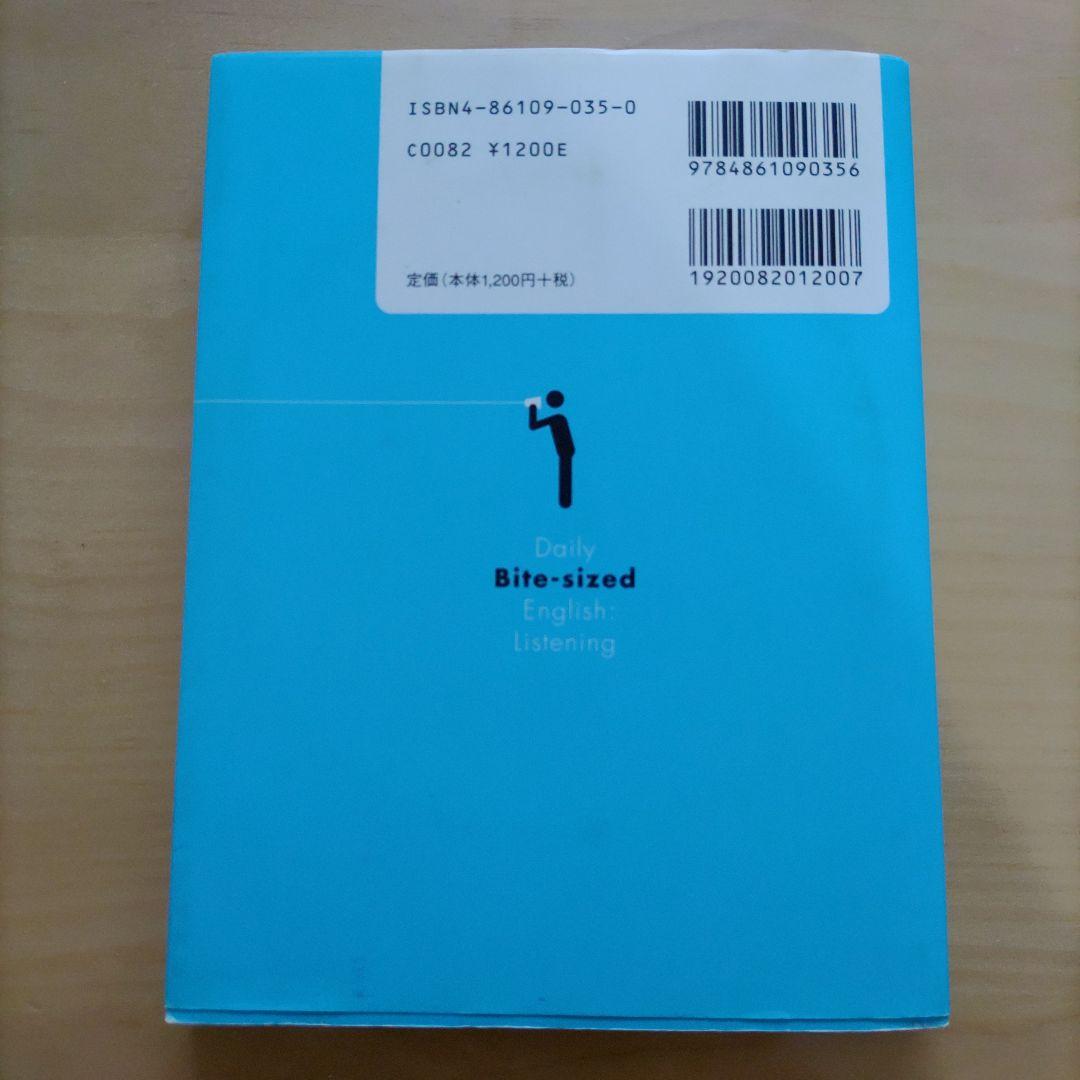 ISBN4-86109-035-0
C0082 ¥1200E
9784861090356
1920082012007
定価(本体1,200円+税)
Daily
Bite-sized
English:
Listening